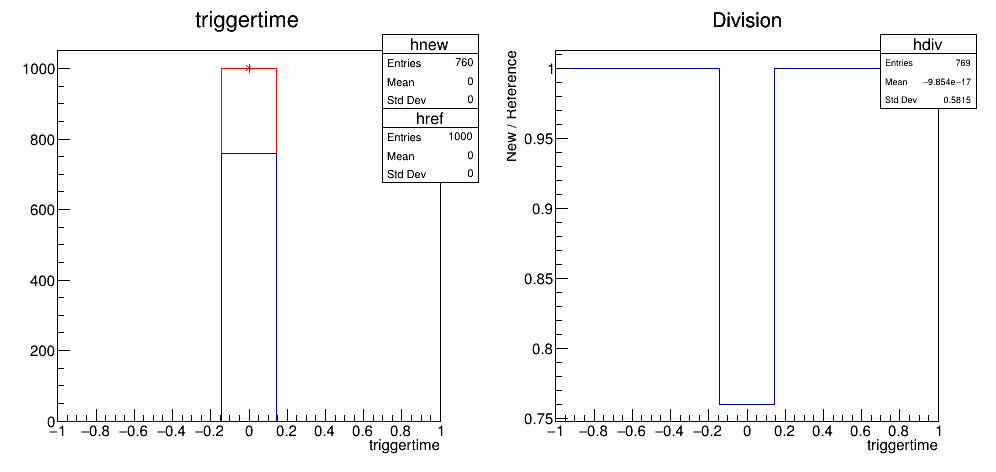 triggertime
hnew
Entries 760
Mean 0
Std Dev 0
href
Entries 1000
Mean 0
Std Dev 0
1000
800
600
400
200
0
−1 −0.8 −0.6 −0.4 −0.2 0 0.2 0.4 0.6 0.8 1
triggertime
Division
hdiv
Entries 769
Mean −9.854e−17
Std Dev 0.5815
New / Reference
1
0.95
0.9
0.85
0.8
0.75
−1 −0.8 −0.6 −0.4 −0.2 0 0.2 0.4 0.6 0.8 1
triggertime